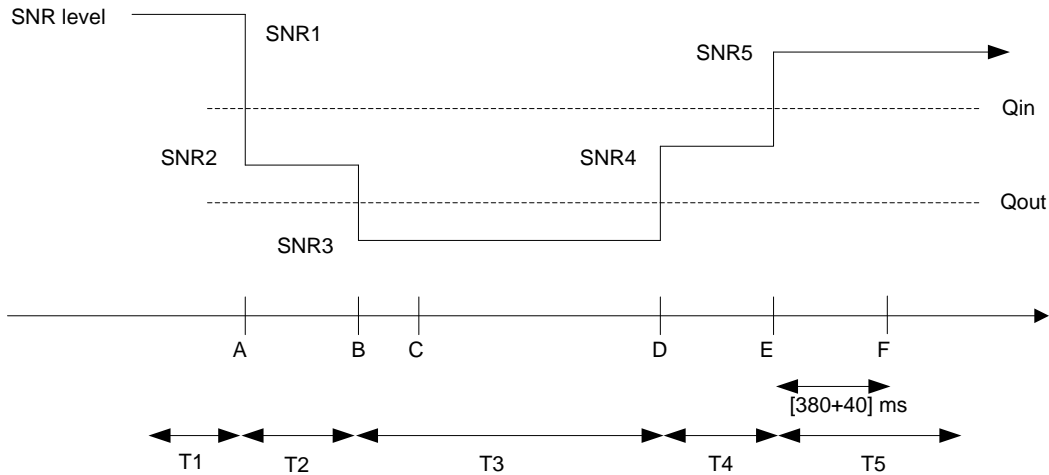 SNR level
SNR1
SNR5
Qin
SNR2
SNR4
Qout
SNR3
A
B
C
D
E
F
[380+40] ms
T1
T2
T3
T4
T5